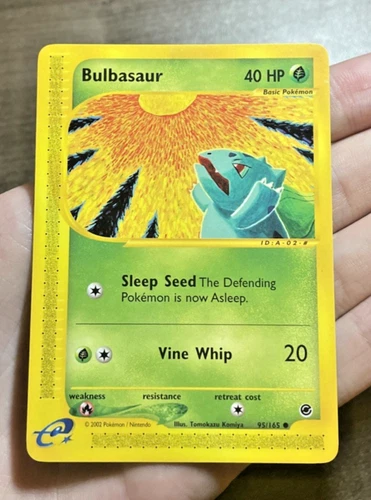 Bulbasaur 40 HP
Basic Pokémon
ID:A-02-#
Sleep Seed The Defending
Pokémon is now Asleep.
Vine Whip 20
weakness resistance retreat cost
© 2002 Pokémon / Nintendo Illus. Tomokazu Komiya 95/165
e